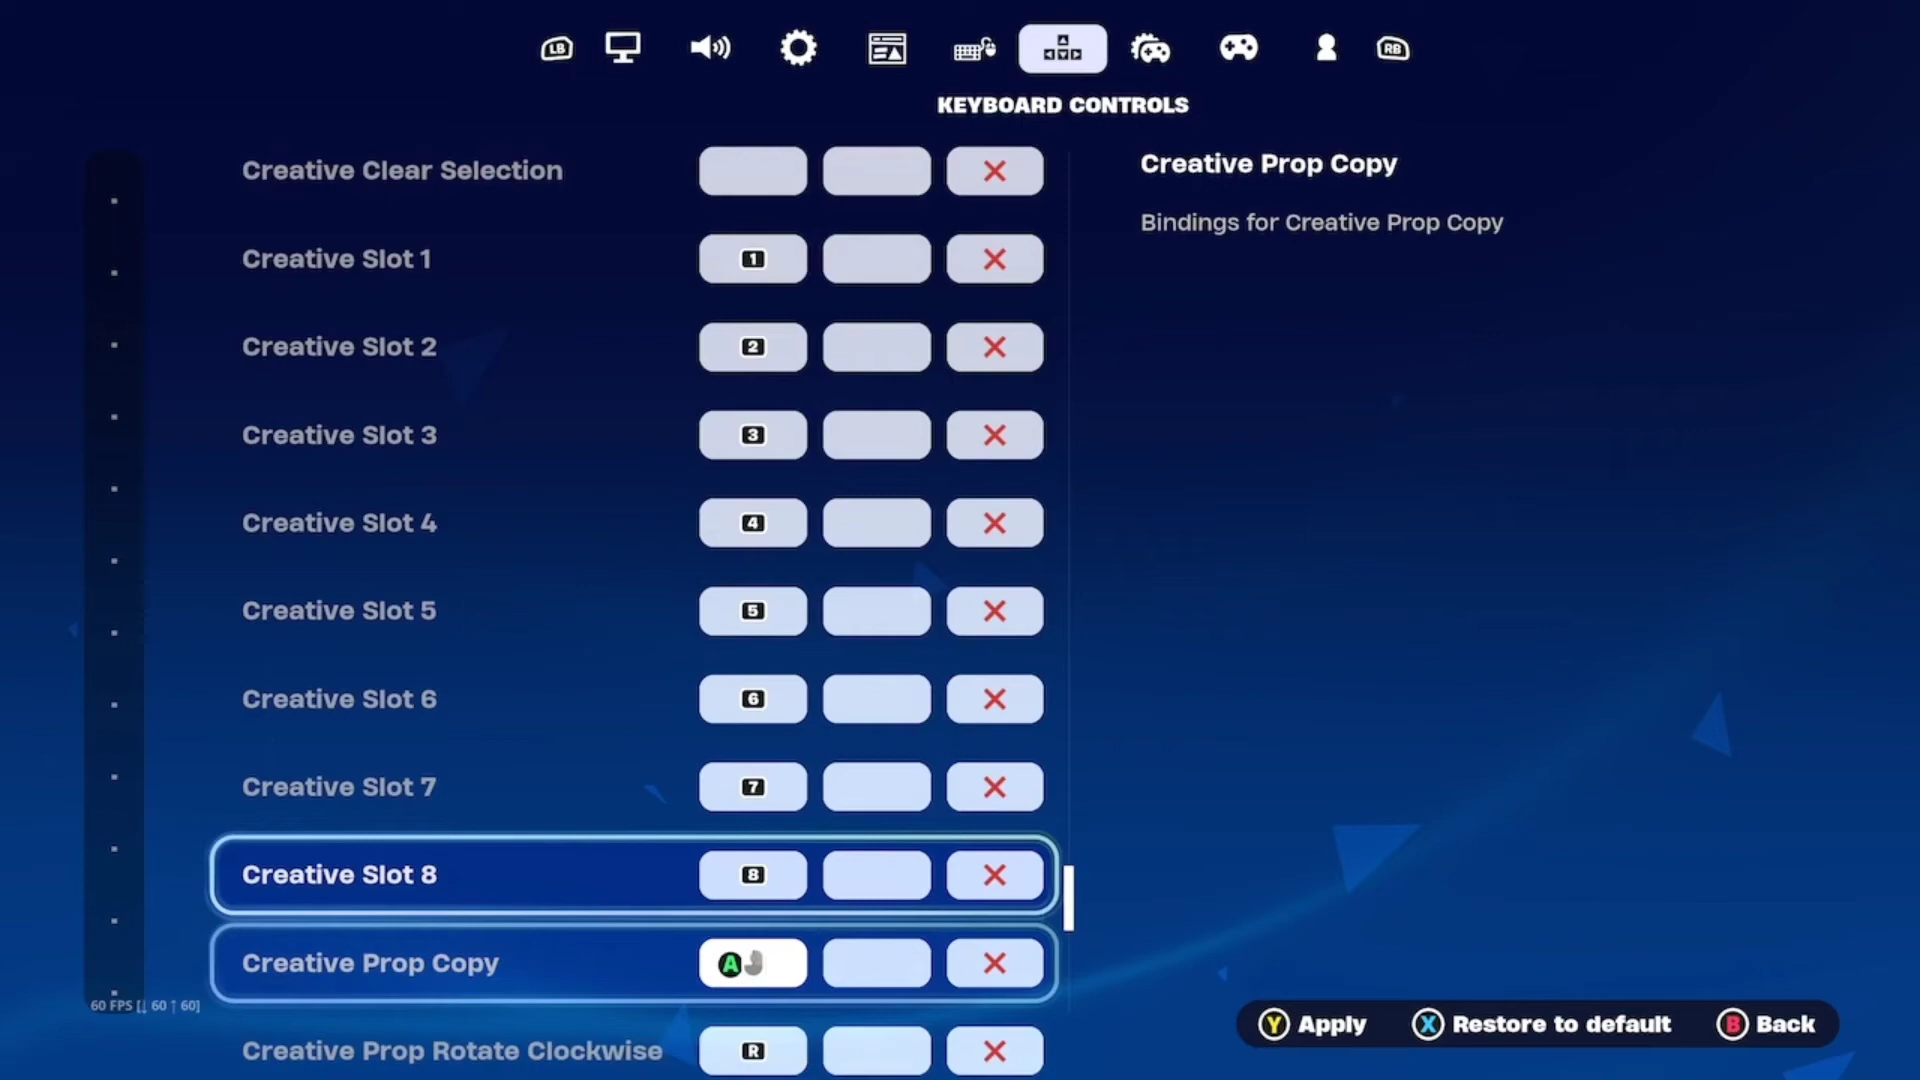 LB
RB
KEYBOARD CONTROLS
Creative Clear Selection
Creative Prop Copy
Bindings for Creative Prop Copy
Creative Slot 1 1
Creative Slot 2 2
Creative Slot 3 3
Creative Slot 4 4
Creative Slot 5 5
Creative Slot 6 6
Creative Slot 7 7
Creative Slot 8 8
Creative Prop Copy A
60 FPS [↓ 60 ↑ 60]
Y Apply X Restore to default B Back
Creative Prop Rotate Clockwise R